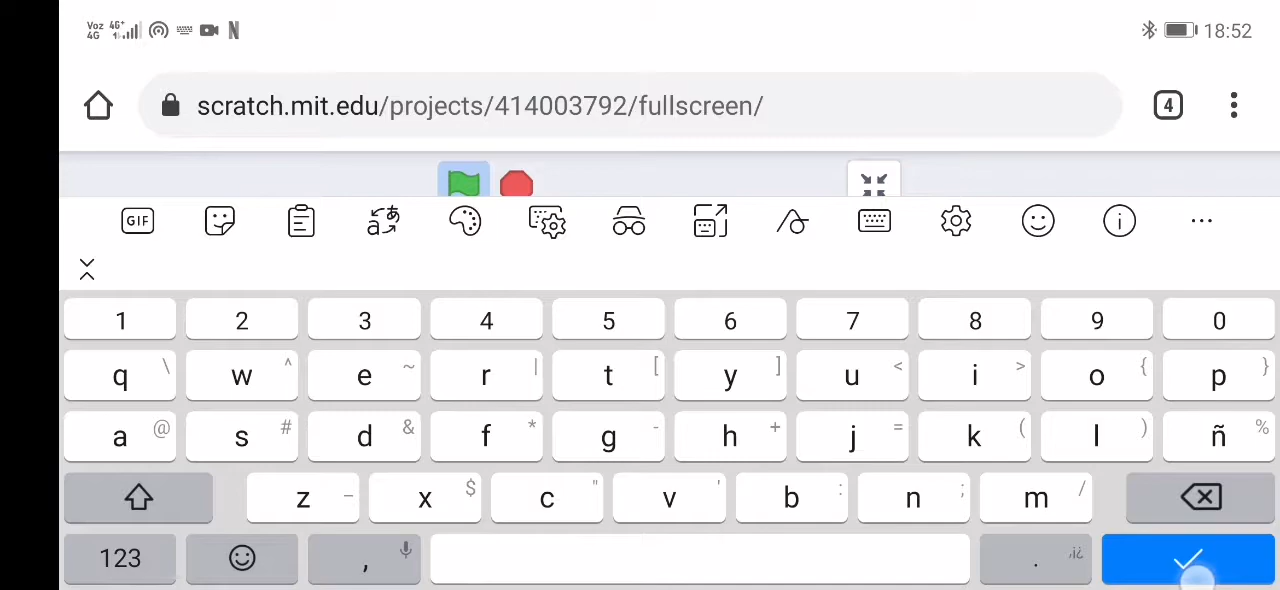 Voz 4G 4G+ N 18:52
scratch.mit.edu/projects/414003792/fullscreen/ 4
GIF
1 2 3 4 5 6 7 8 9 0
q \ w ^ e ~ r | t [ y ] u < i > o { p }
a @ s # d & f * g - h + j = k ( l ) ñ %
z – x $ c " v ' b : n ; m /
123 , . ,i¿